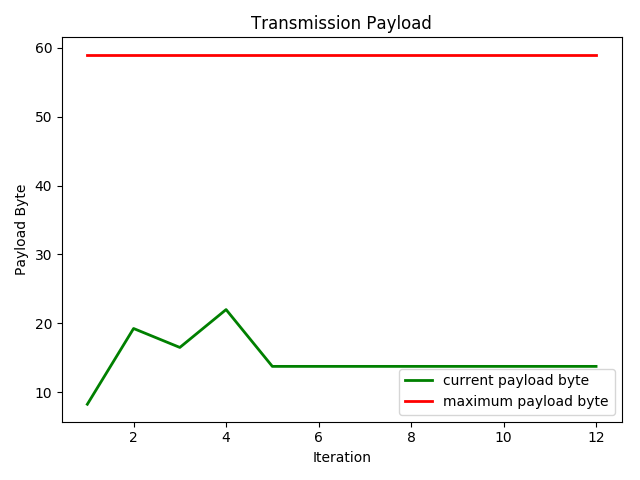 Transmission Payload
Payload Byte
60
50
40
30
20
10
2 4 6 8 10 12
Iteration
current payload byte
maximum payload byte